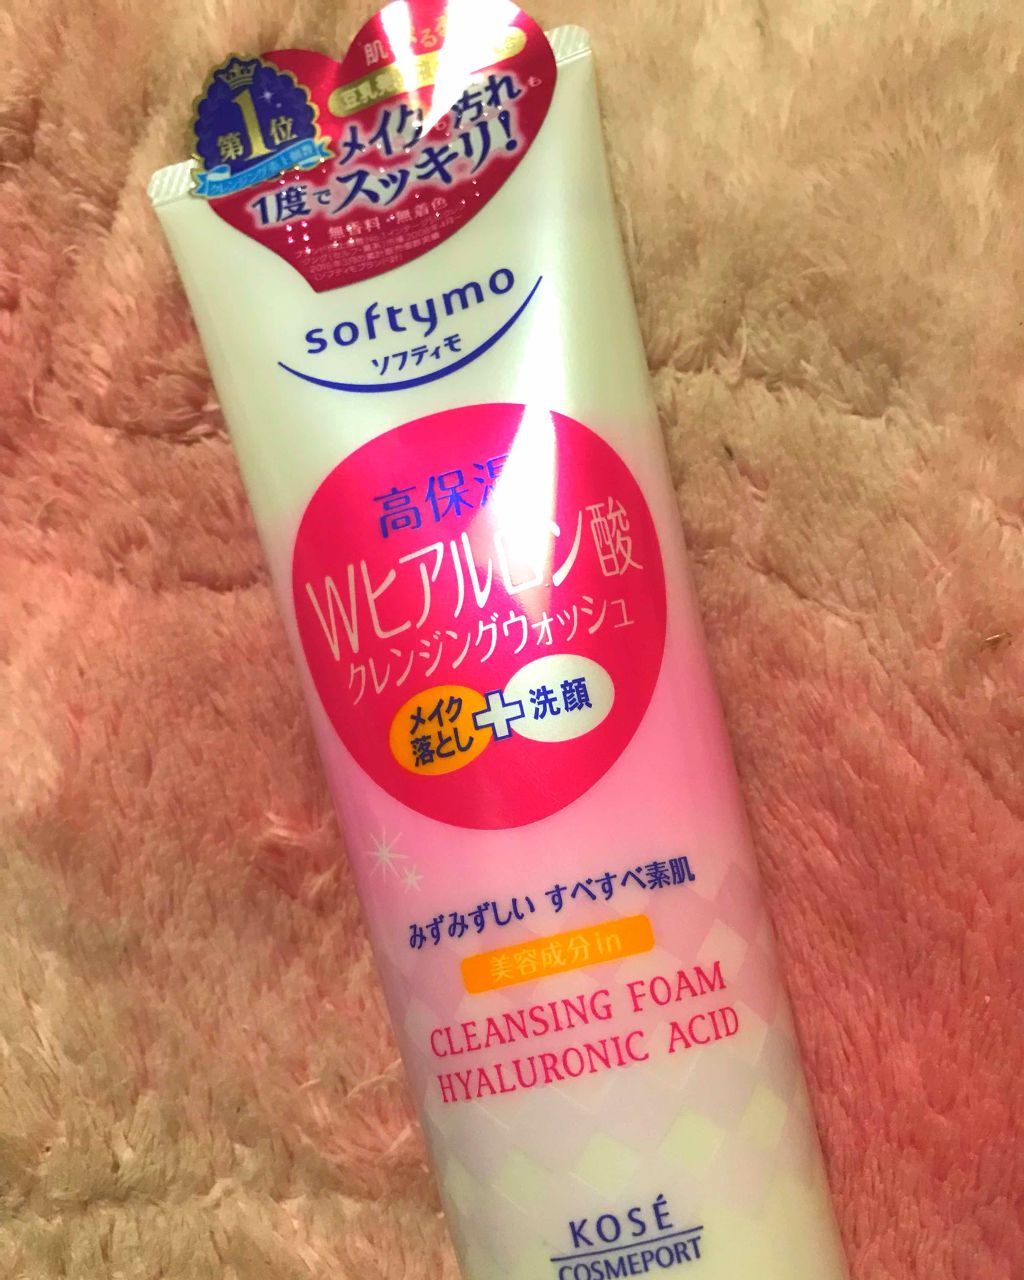 第1位
メイクも汚れも
1度でスッキリ!
無香料・無着色
softymo
ソフティモ
高保湿
Wヒアルロン酸
クレンジングウォッシュ
メイク
落とし
+
洗顔
みずみずしい すべすべ素肌
美容成分in
CLEANSING FOAM
HYALURONIC ACID
KOSÉ
COSMEPORT